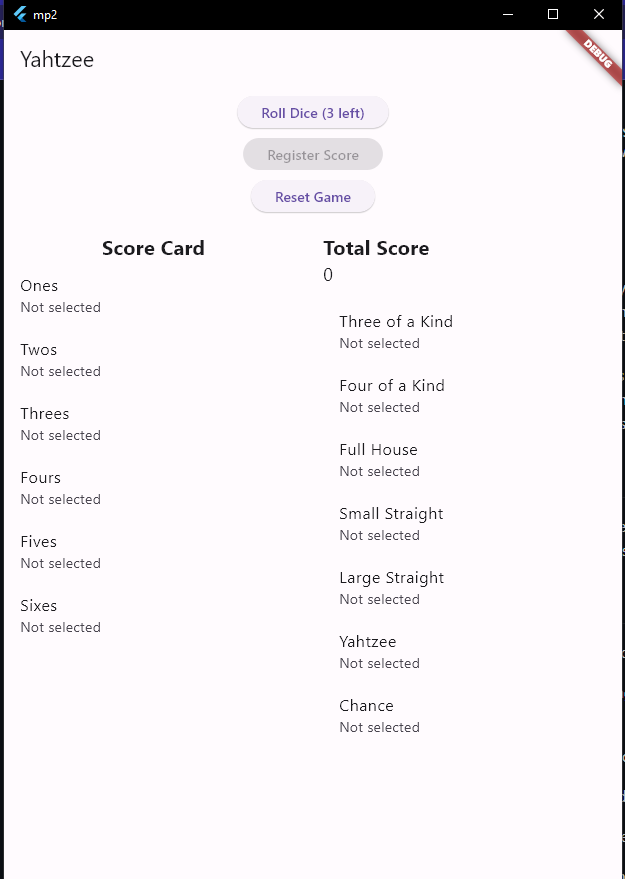 mp2
Yahtzee
DEBUG
Roll Dice (3 left)
Register Score
Reset Game
Score Card
Ones
Not selected
Twos
Not selected
Threes
Not selected
Fours
Not selected
Fives
Not selected
Sixes
Not selected
Total Score
0
Three of a Kind
Not selected
Four of a Kind
Not selected
Full House
Not selected
Small Straight
Not selected
Large Straight
Not selected
Yahtzee
Not selected
Chance
Not selected